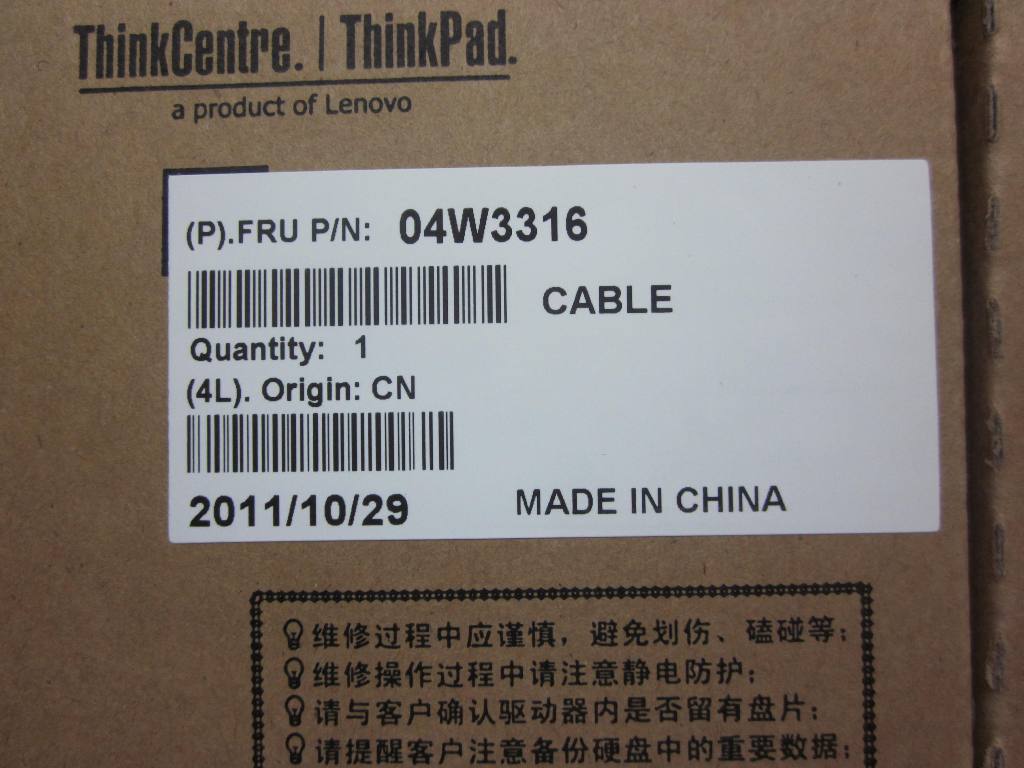 ThinkCentre. | ThinkPad.
a product of Lenovo
(P).FRU P/N: 04W3316
CABLE
Quantity: 1
(4L). Origin: CN
2011/10/29 MADE IN CHINA
维修过程中应谨慎，避免划伤、磕碰等；
维修操作过程中请注意静电防护；
请与客户确认驱动器内是否留有盘片；
请提醒客户注意备份硬盘中的重要数据；